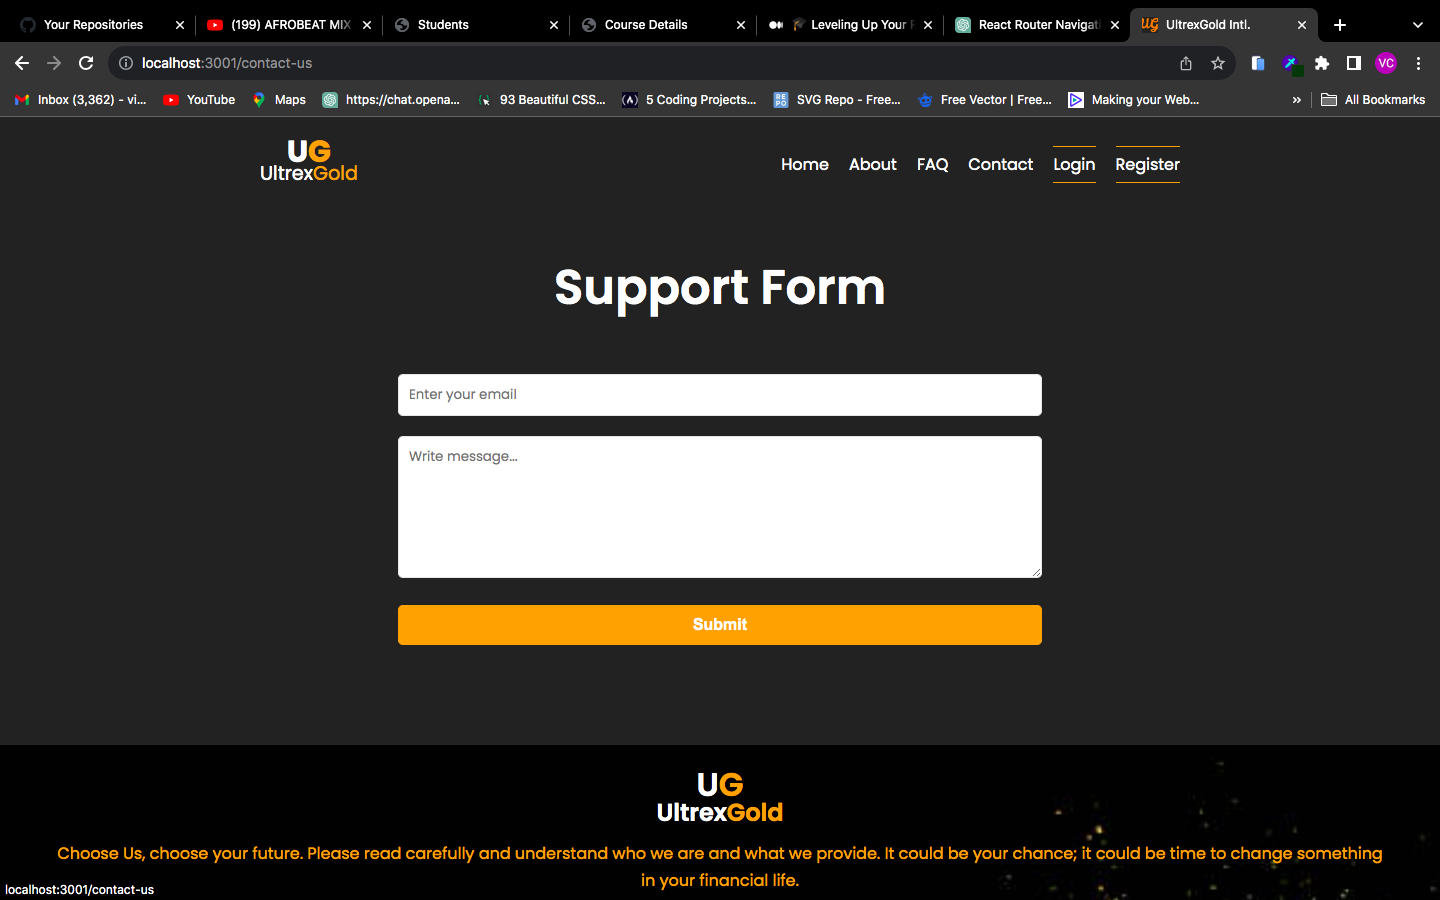 Your Repositories
(199) AFROBEAT MIX
Students
Course Details
Leveling Up Your
React Router Navigati
UltrexGold Intl.
localhost:3001/contact-us
VC
Inbox (3,362) - vi...
YouTube
Maps
https://chat.opena...
93 Beautiful CSS...
(A)
5 Coding Projects...
RE
PO
SVG Repo - Free...
Free Vector | Free...
Making your Web...
»
All Bookmarks
UG
UltrexGold
Home
About
FAQ
Contact
Login
Register
Support Form
Enter your email
Write message...
Submit
UG
UltrexGold
Choose Us, choose your future. Please read carefully and understand who we are and what we provide. It could be your chance; it could be time to change something
in your financial life.
localhost:3001/contact-us